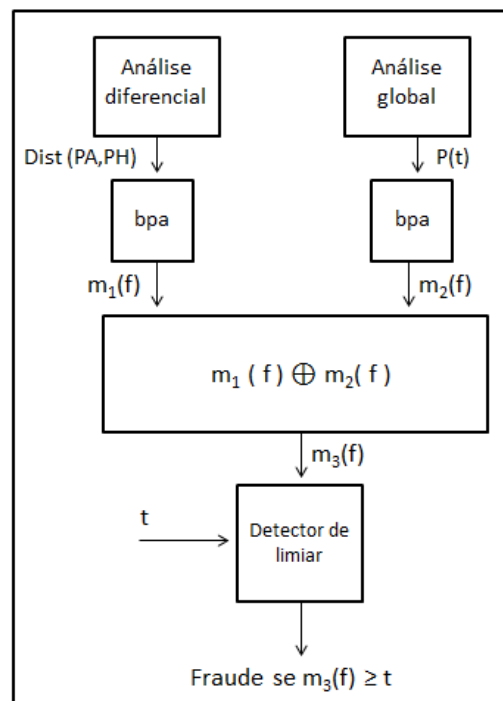 Análise
diferencial
Análise
global
Dist (PA,PH)
P(t)
bpa
bpa
m₁(f)
m₂(f)
m₁ ( f ) ⊕ m₂( f )
m₃(f)
t
Detector de
limiar
Fraude se m₃(f) ≥ t